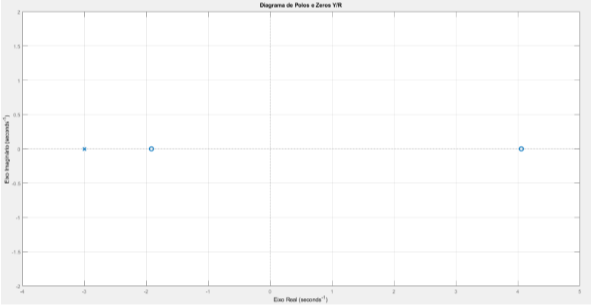 Diagrama de Polos e Zeros Y/R
2
1.5
1
0.5
0
-0.5
-1
-1.5
-2
Eixo Imaginário (seconds⁻¹)
-4 -3 -2 -1 0 1 2 3 4 5
Eixo Real (seconds⁻¹)